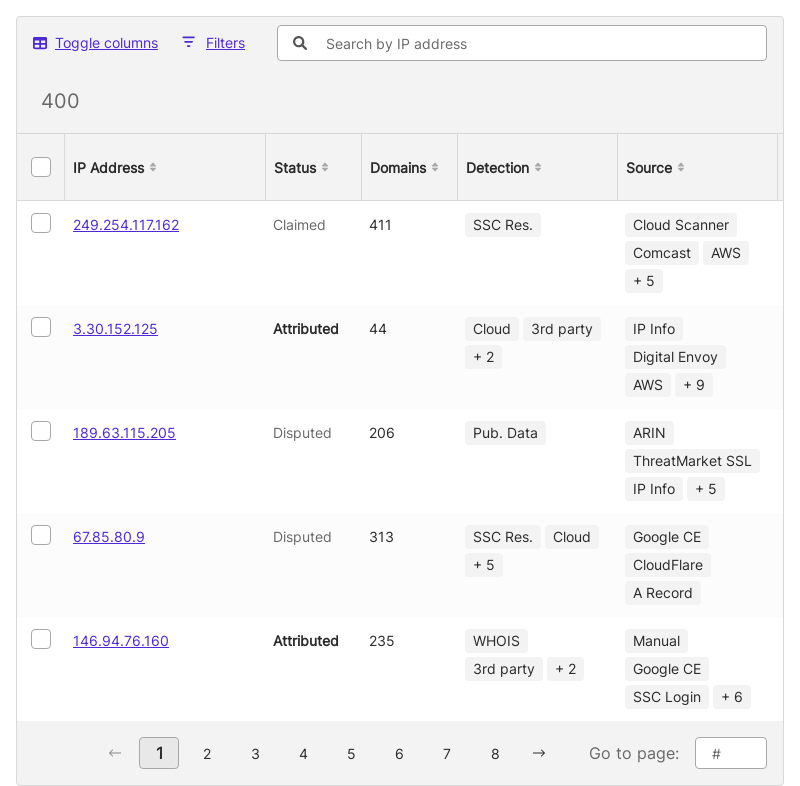 Toggle columns Filters Search by IP address
400
IP Address Status Domains Detection Source
249.254.117.162 Claimed 411 SSC Res. Cloud Scanner
Comcast AWS
+ 5
3.30.152.125 Attributed 44 Cloud 3rd party IP Info
+ 2 Digital Envoy
AWS + 9
189.63.115.205 Disputed 206 Pub. Data ARIN
ThreatMarket SSL
IP Info + 5
67.85.80.9 Disputed 313 SSC Res. Cloud Google CE
+ 5 CloudFlare
A Record
146.94.76.160 Attributed 235 WHOIS Manual
3rd party + 2 Google CE
SSC Login + 6
← 1 2 3 4 5 6 7 8 → Go to page: #